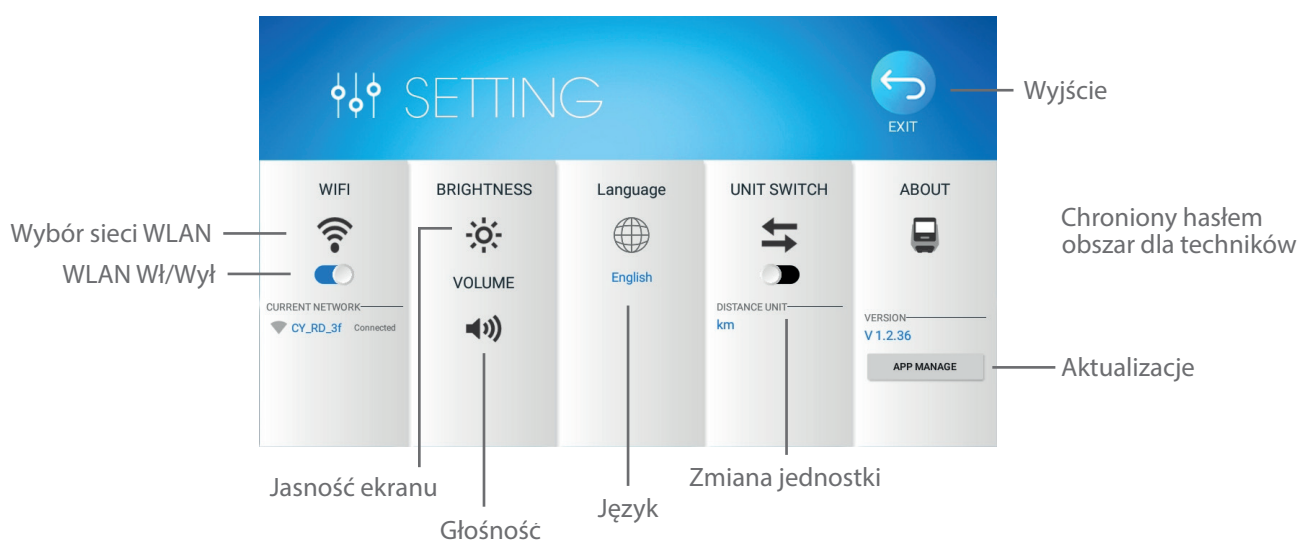 SETTING
EXIT
Wyjście
WIFI
BRIGHTNESS
Language
UNIT SWITCH
ABOUT
Wybór sieci WLAN
WLAN Wł/Wył
Chroniony hasłem
obszar dla techników
VOLUME
English
CURRENT NETWORK
CY_RD_3f Connected
DISTANCE UNIT
km
VERSION
V 1.2.36
APP MANAGE
Aktualizacje
Jasność ekranu
Głośność
Język
Zmiana jednostki